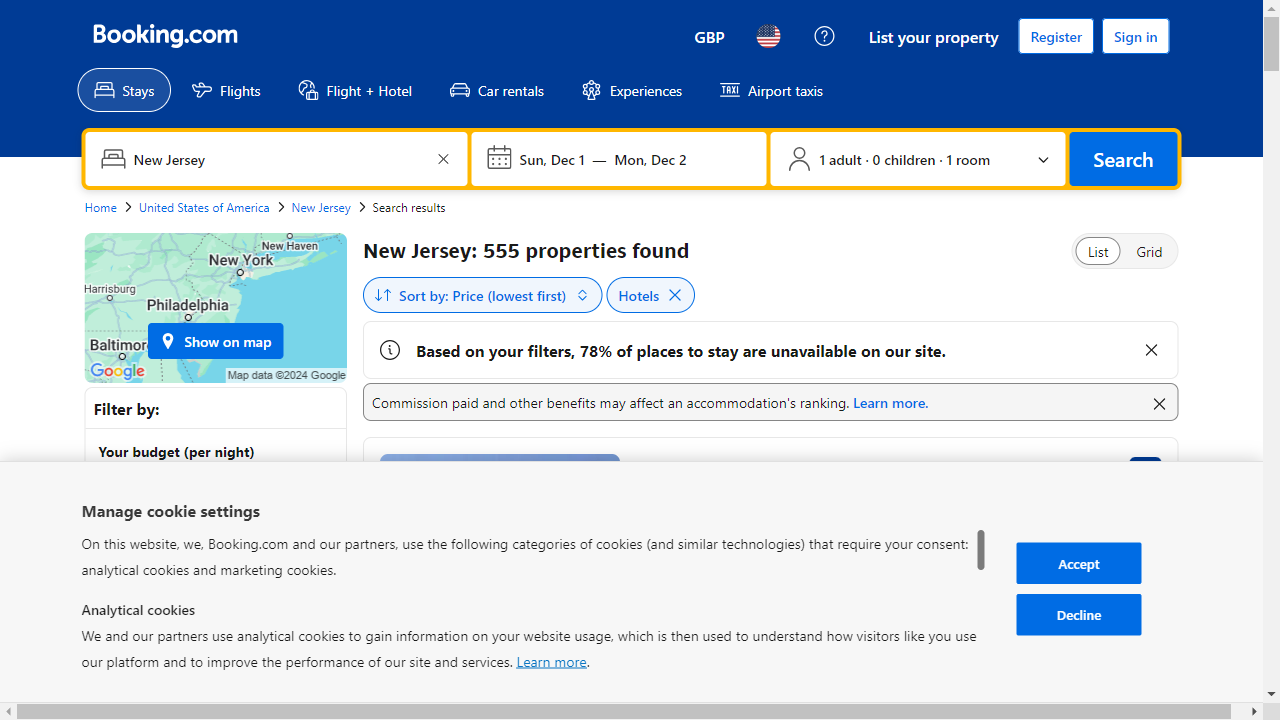 Booking.com
GBP
List your property
Register
Sign in
Stays
Flights
Flight + Hotel
Car rentals
TAXI
Experiences
Airport taxis
New Jersey
Sun, Dec 1 — Mon, Dec 2
1 adult · 0 children · 1 room
Search
Home
United States of America
New Jersey
Search results
New Haven
New York
Harrisburg
Philadelphia
Baltimor
Show on map
Google
Map data ©2024 Google
New Jersey: 555 properties found
List
Grid
Sort by: Price (lowest first)
Hotels
Based on your filters, 78% of places to stay are unavailable on our site.
Commission paid and other benefits may affect an accommodation's ranking. Learn more.
Filter by:
Your budget (per night)
Manage cookie settings
On this website, we, Booking.com and our partners, use the following categories of cookies (and similar technologies) that require your consent:
analytical cookies and marketing cookies.
Analytical cookies
We and our partners use analytical cookies to gain information on your website usage, which is then used to understand how visitors like you use
our platform and to improve the performance of our site and services. Learn more.
Accept
Decline